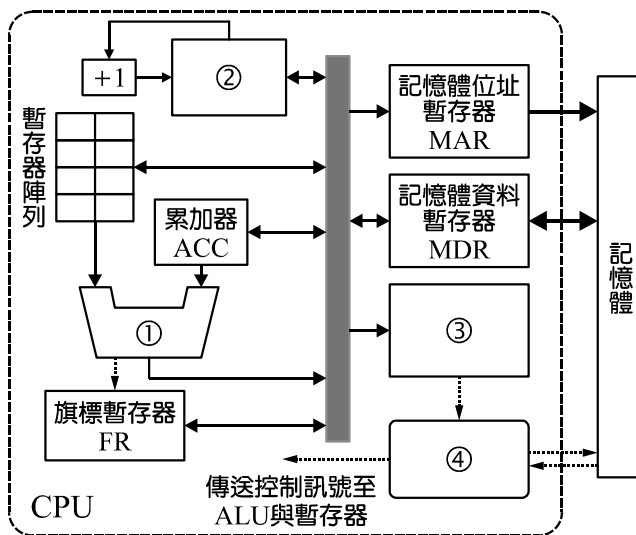 +1
②
記憶體位址
暫存器
MAR
暫存器陣列
累加器
ACC
記憶體資料
暫存器
MDR
記憶體
①
③
旗標暫存器
FR
④
傳送控制訊號至
ALU與暫存器
CPU